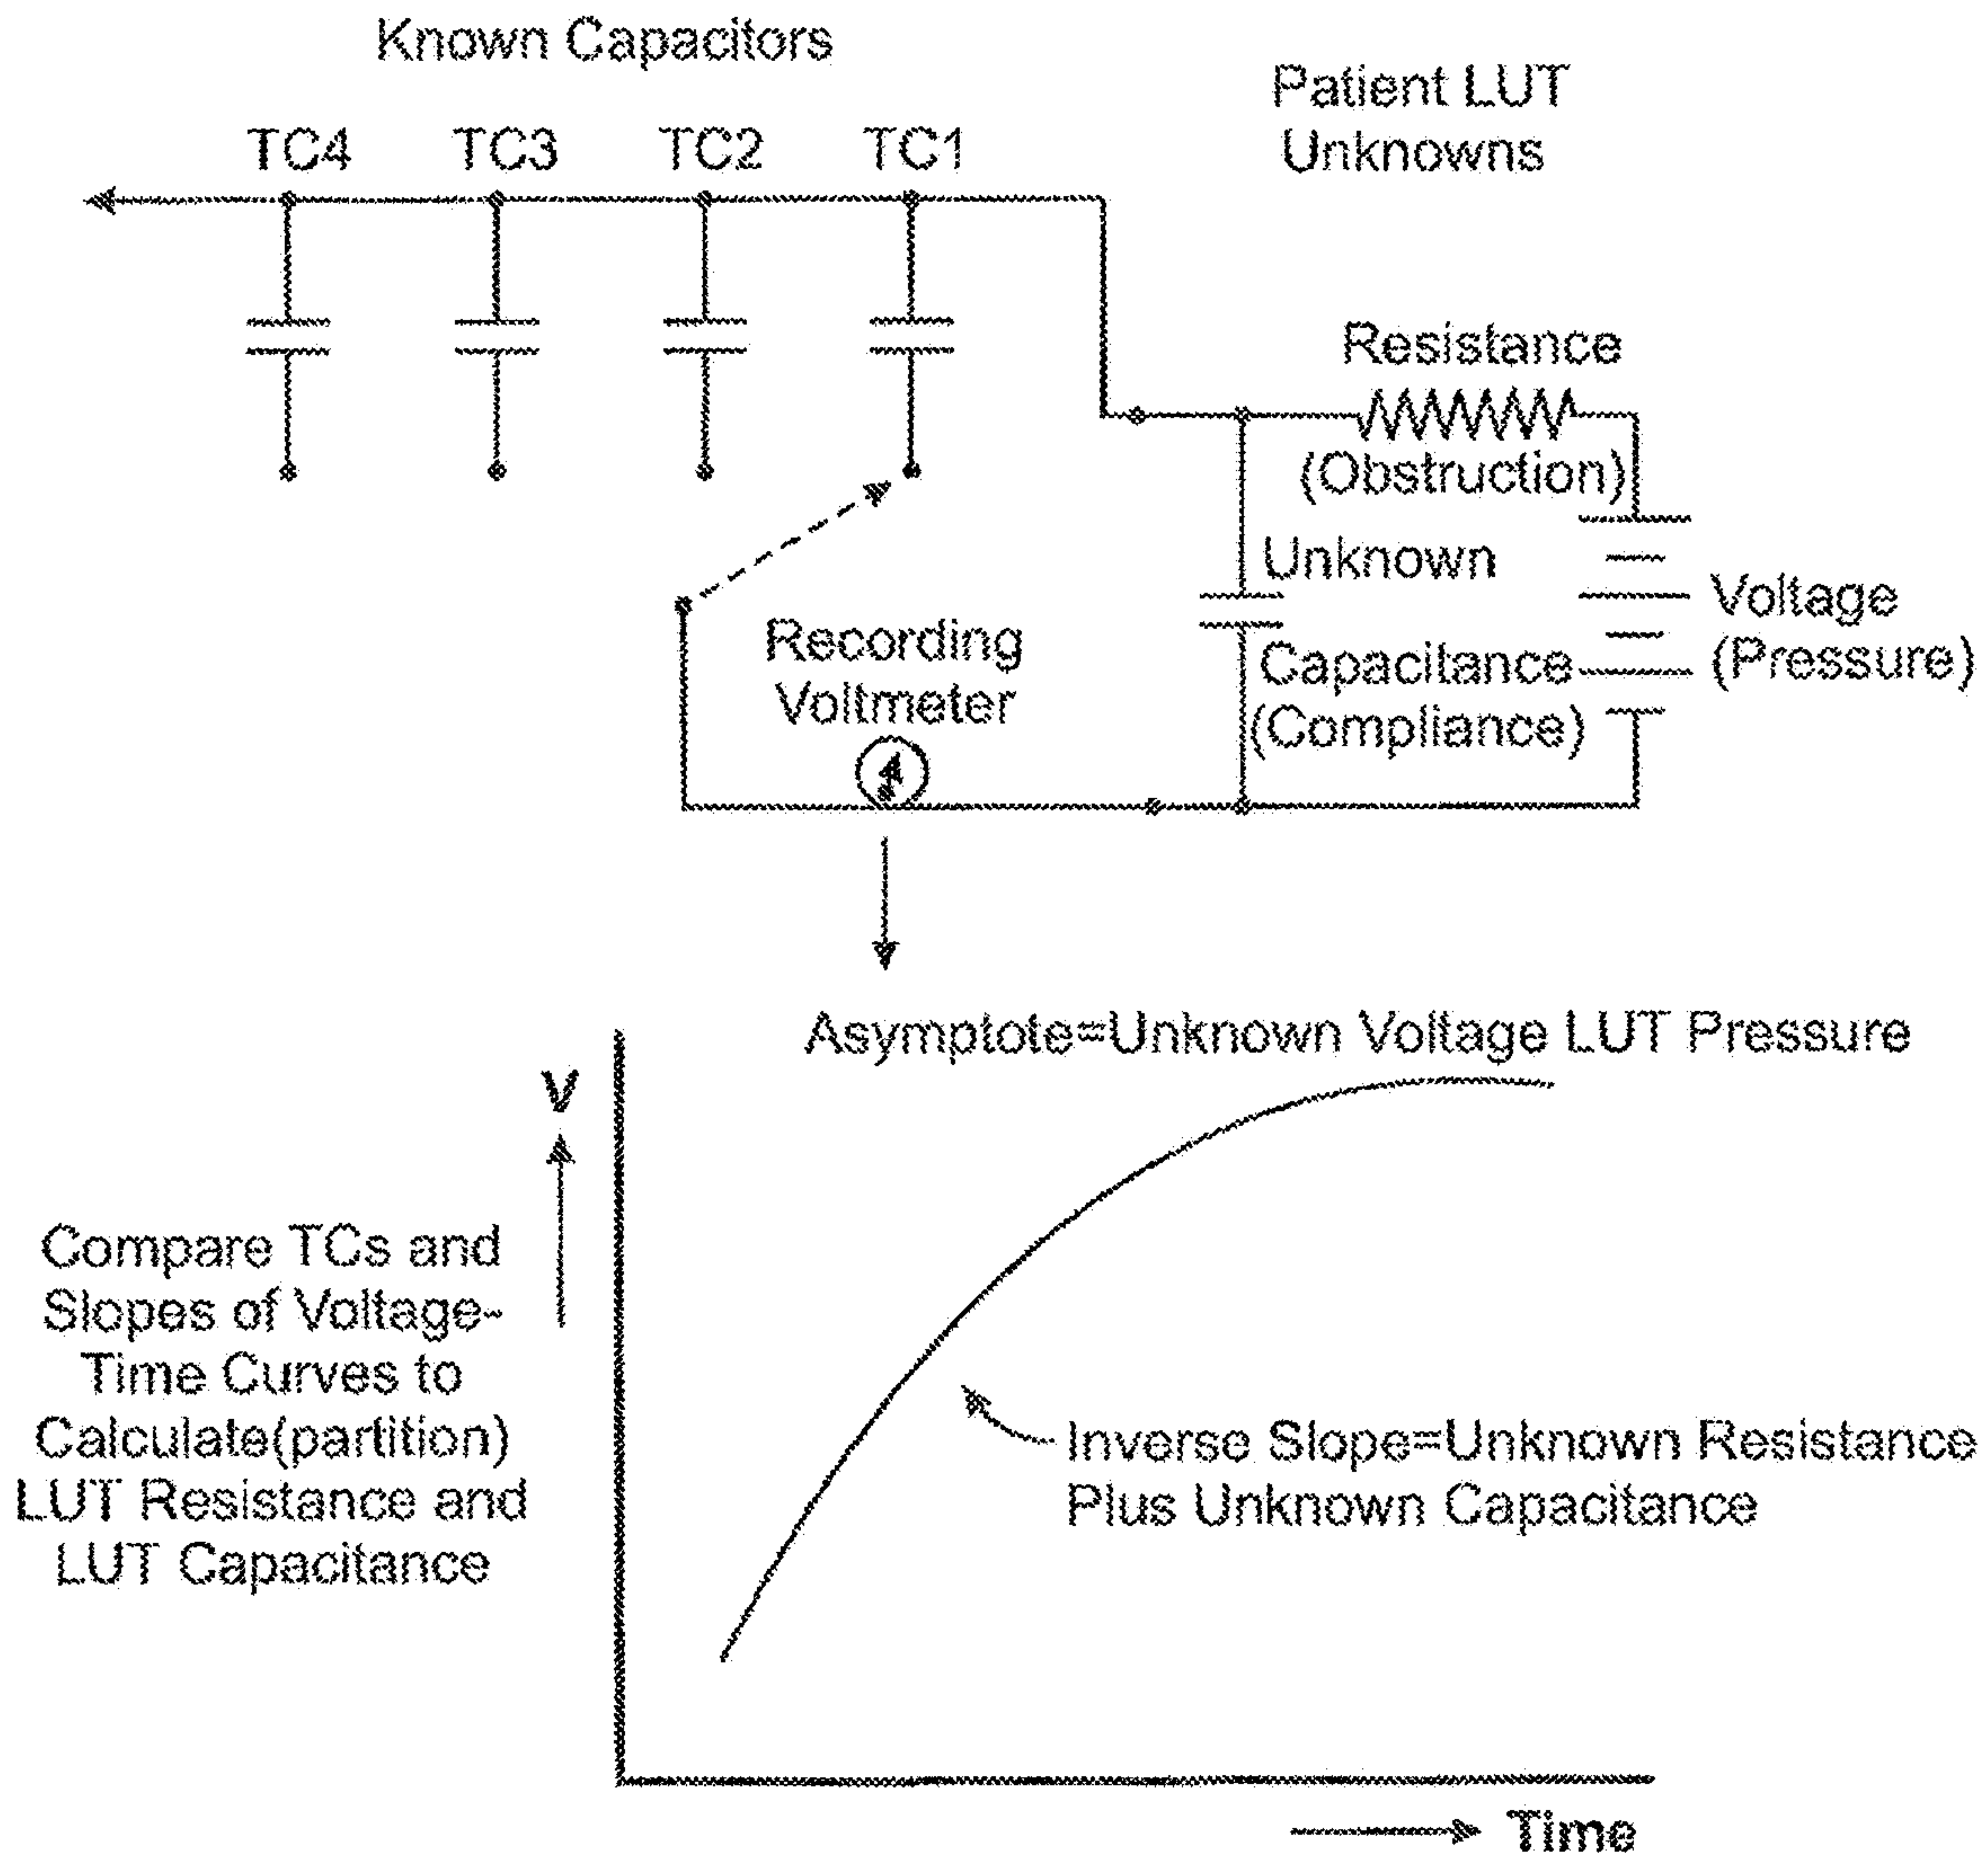 Known Capacitors
Patient LUT
Unknowns
TC4 TC3 TC2 TC1
Resistance
(Obstruction)
Unknown
Capacitance
(Compliance)
Voltage
(Pressure)
Recording
Voltmeter
Asymptote=Unknown Voltage LUT Pressure
V
Compare TCs and
Slopes of Voltage-
Time Curves to
Calculate(partition)
LUT Resistance and
LUT Capacitance
Inverse Slope=Unknown Resistance
Plus Unknown Capacitance
Time